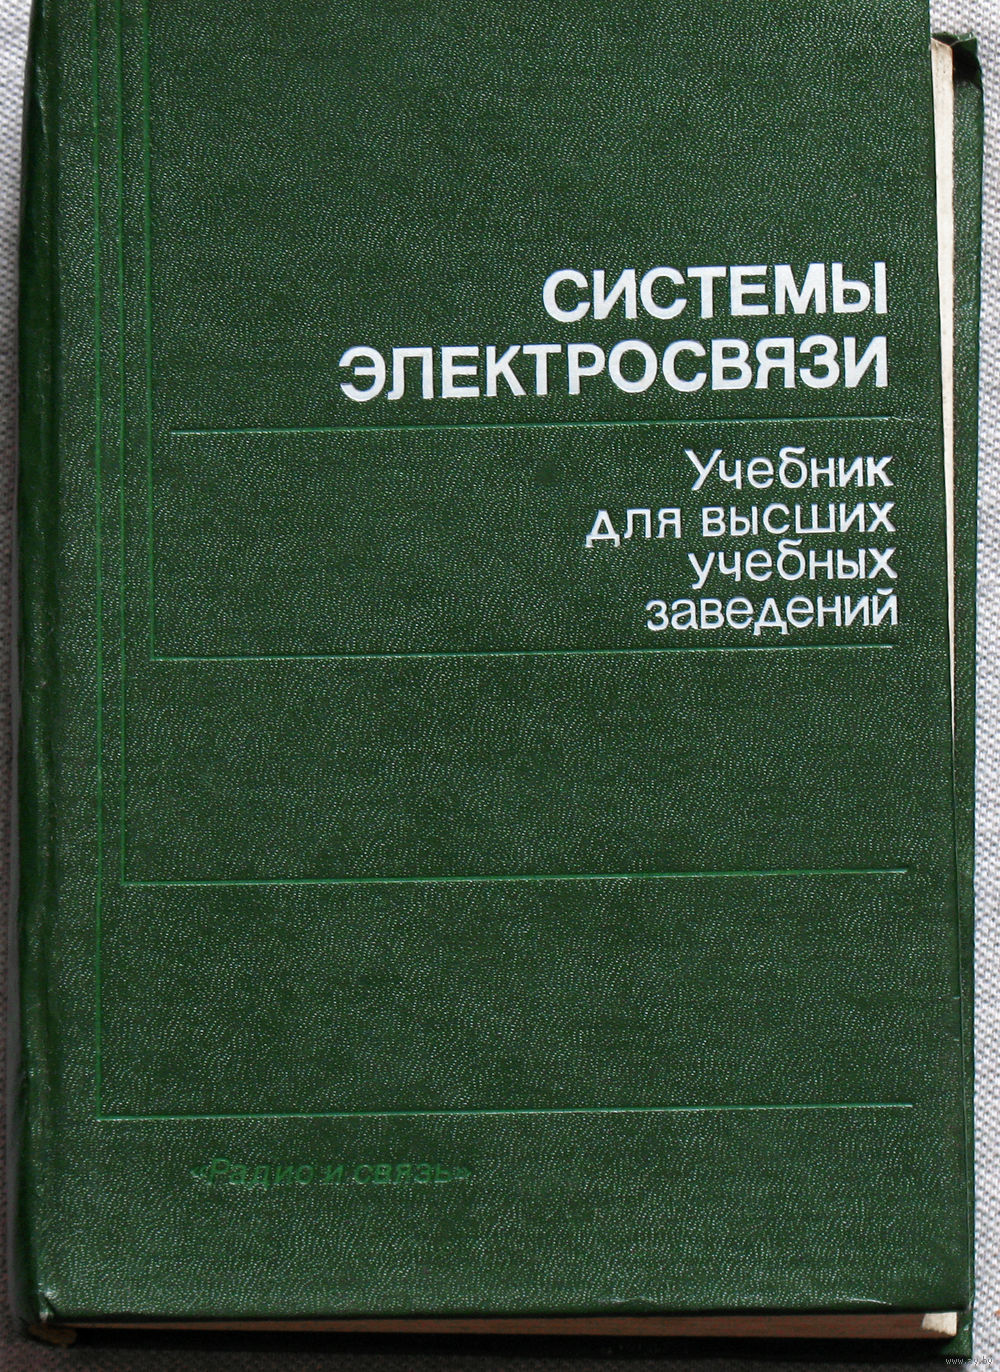 СИСТЕМЫ
ЭЛЕКТРОСВЯЗИ
Учебник
для высших
учебных
заведений
«Радио и связь»